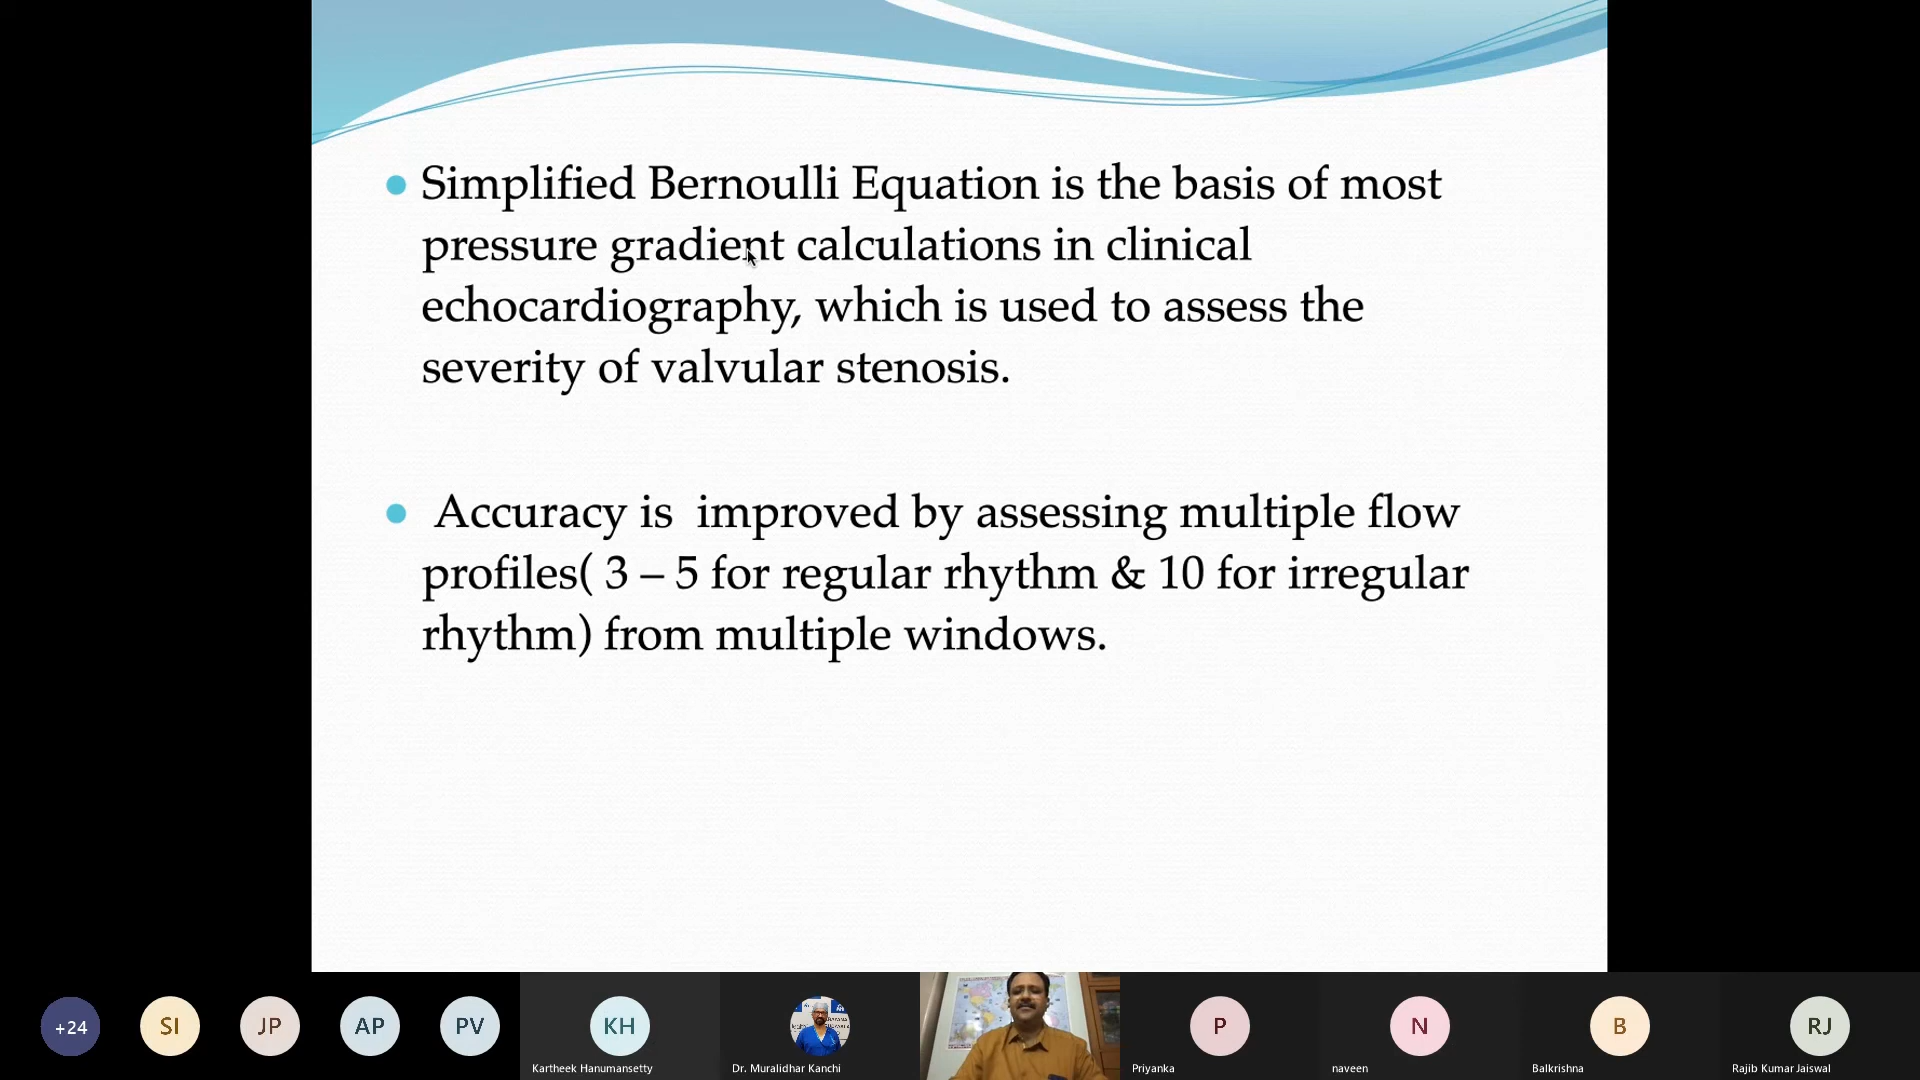 Simplified Bernoulli Equation is the basis of most
pressure gradient calculations in clinical
echocardiography, which is used to assess the
severity of valvular stenosis.
Accuracy is  improved by assessing multiple flow
profiles( 3 – 5 for regular rhythm & 10 for irregular
rhythm) from multiple windows.
+24
SI
JP
AP
PV
KH
P
N
B
RJ
Kartheek Hanumansetty
Dr. Muralidhar Kanchi
Priyanka
naveen
Balkrishna
Rajib Kumar Jaiswal